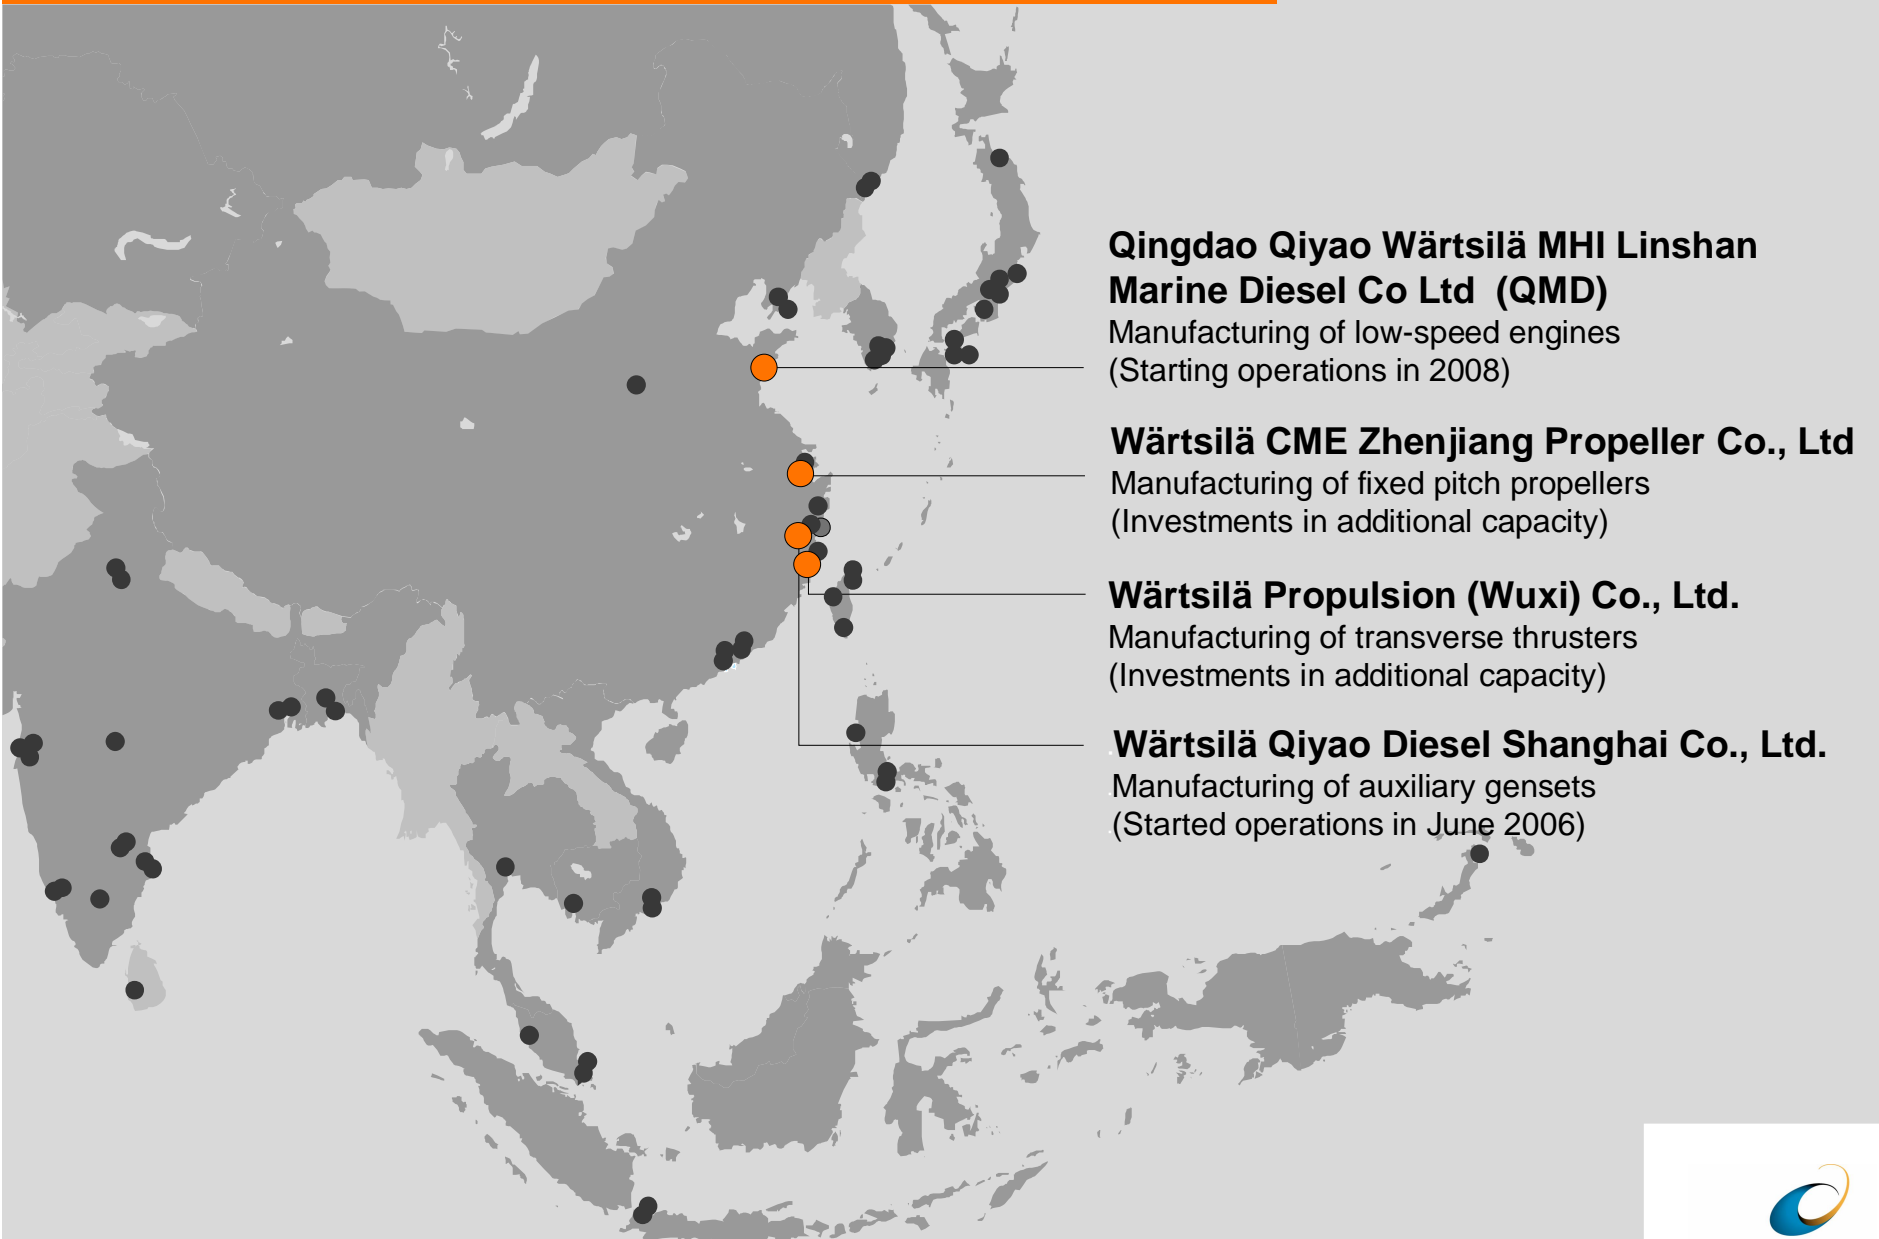 Qingdao Qiyao Wärtsilä MHI Linshan
Marine Diesel Co Ltd (QMD)
Manufacturing of low-speed engines
(Starting operations in 2008)
Wärtsilä CME Zhenjiang Propeller Co., Ltd
Manufacturing of fixed pitch propellers
(Investments in additional capacity)
Wärtsilä Propulsion (Wuxi) Co., Ltd.
Manufacturing of transverse thrusters
(Investments in additional capacity)
Wärtsilä Qiyao Diesel Shanghai Co., Ltd.
Manufacturing of auxiliary gensets
(Started operations in June 2006)